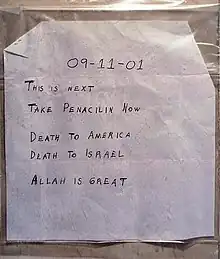 09-11-01
THIS IS NEXT
TAKE PENACILIN NOW
DEATH TO AMERICA
DEATH TO ISRAEL
ALLAH IS GREAT